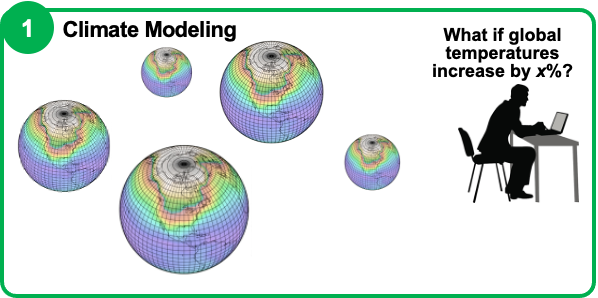 1
Climate Modeling
What if global
temperatures
increase by x%?